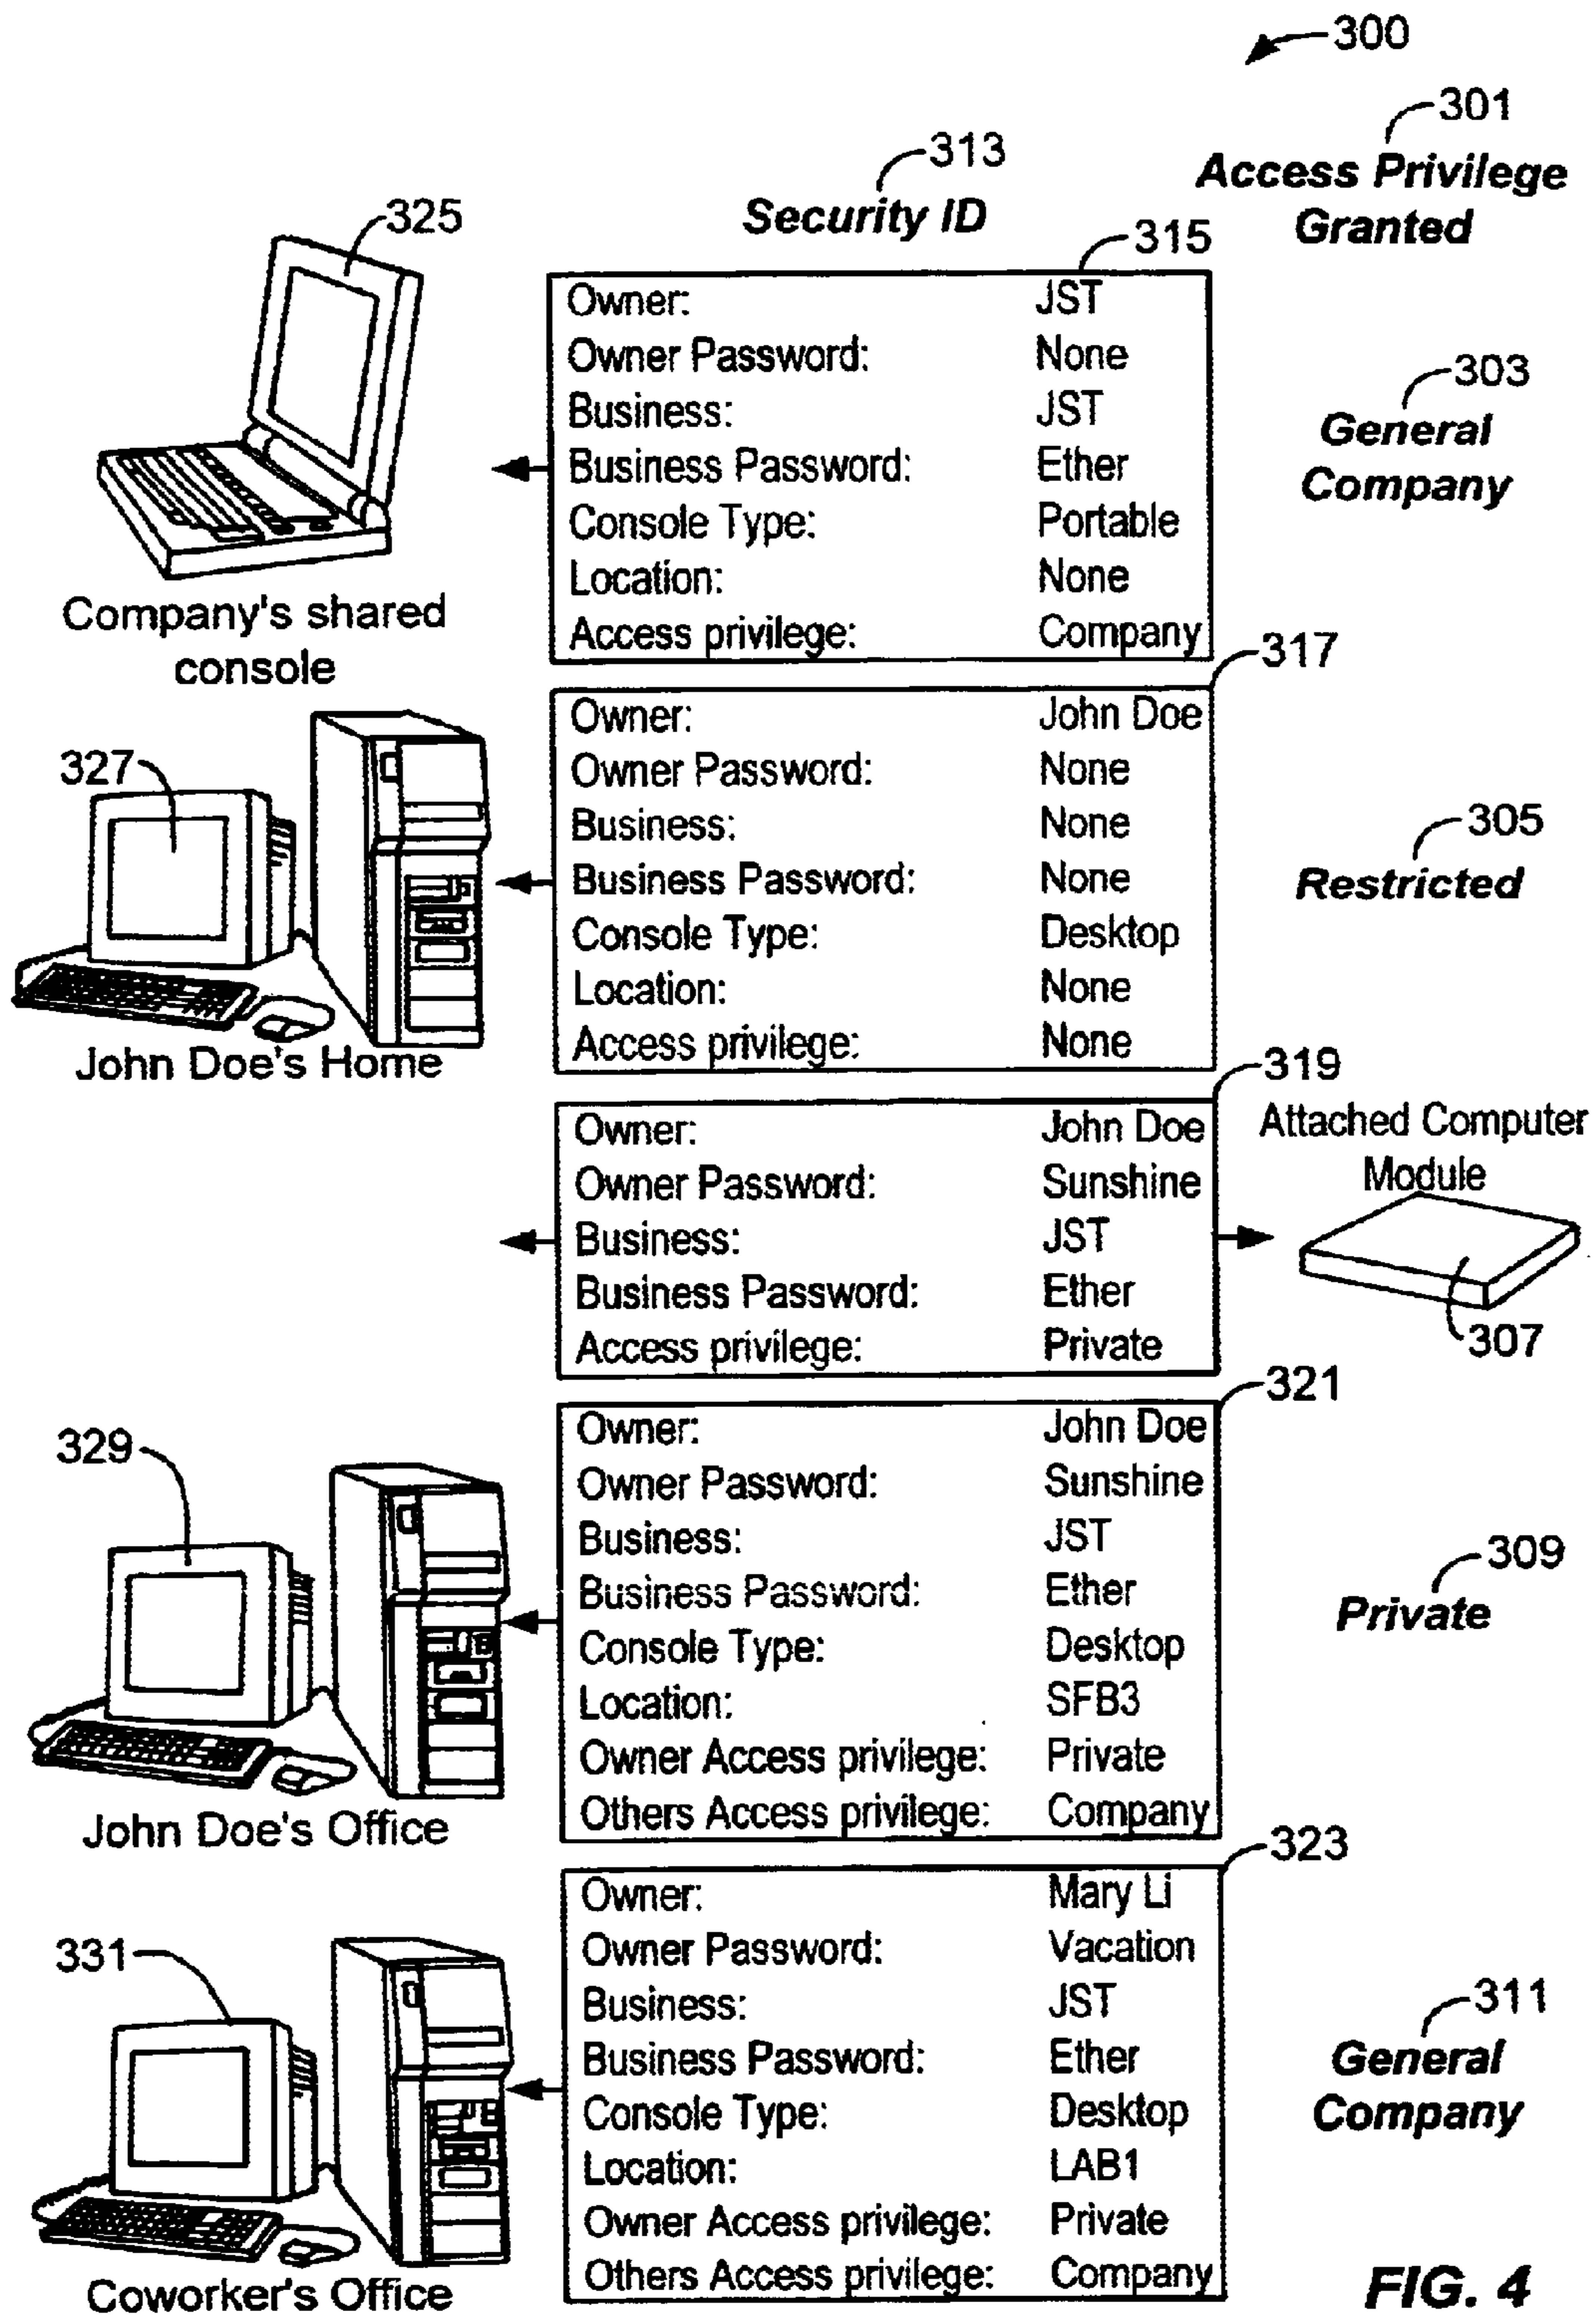 300
301
Access Privilege
Granted
313
Security ID
325
315
Owner: JST
Owner Password: None
Business: JST
Business Password: Ether
Console Type: Portable
Location: None
Access privilege: Company
303
General
Company
Company's shared
console
317
Owner: John Doe
Owner Password: None
Business: None
Business Password: None
Console Type: Desktop
Location: None
Access privilege: None
327
305
Restricted
John Doe's Home
319
Owner: John Doe
Owner Password: Sunshine
Business: JST
Business Password: Ether
Access privilege: Private
Attached Computer
Module
307
321
Owner: John Doe
Owner Password: Sunshine
Business: JST
Business Password: Ether
Console Type: Desktop
Location: SFB3
Owner Access privilege: Private
Others Access privilege: Company
329
309
Private
John Doe's Office
323
Owner: Mary Li
Owner Password: Vacation
Business: JST
Business Password: Ether
Console Type: Desktop
Location: LAB1
Owner Access privilege: Private
Others Access privilege: Company
331
311
General
Company
Coworker's Office
FIG. 4